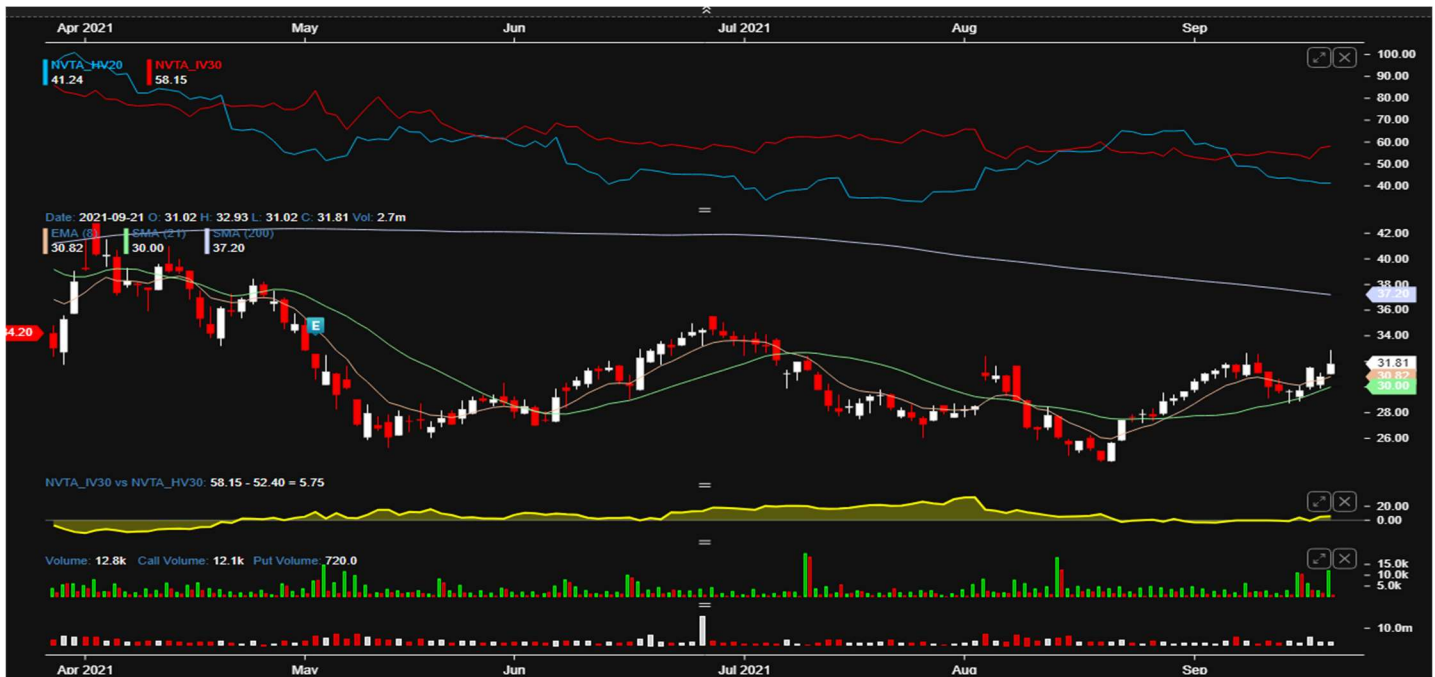 Apr 2021 May Jun Jul 2021 Aug Sep
NVTA_HV20 NVTA_IV30
41.24 58.15
100.00
90.00
80.00
70.00
60.00
50.00
40.00
Date: 2021-09-21 O: 31.02 H: 32.93 L: 31.02 C: 31.81 Vol: 2.7m
EMA (8) SMA (21) SMA (200)
30.82 30.00 37.20
42.00
40.00
38.00
37.20
36.00
34.00
31.81
30.82
30.00
28.00
26.00
E
NVTA_IV30 vs NVTA_HV30: 58.15 - 52.40 = 5.75
20.00
0.00
Volume: 12.8k Call Volume: 12.1k Put Volume: 720.0
15.0k
10.0k
5.0k
10.0m
Apr 2021 May Jun Jul 2021 Aug Sep